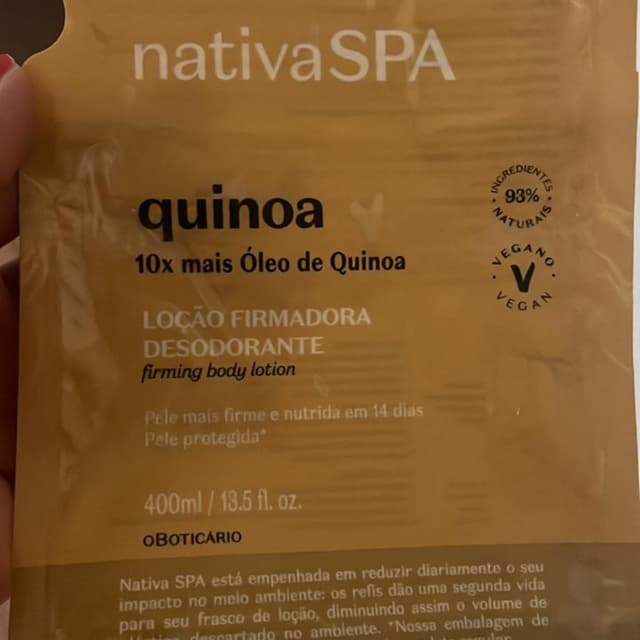 nativaSPA
INGREDIENTES
93%
NATURAIS
quinoa
VEGANO
V
VEGAN
10x mais Óleo de Quinoa
LOÇÃO FIRMADORA
DESODORANTE
firming body lotion
Pele mais firme e nutrida em 14 dias
Pele protegida*
400ml / 13.5 fl. oz.
OBOTICÁRIO
Nativa SPA está empenhada em reduzir diariamente o seu
impacto no meio ambiente: os refis dão uma segunda vida
para seu frasco de loção, diminuindo assim o volume de
descartado no ambiente. *Nossa embalagem de